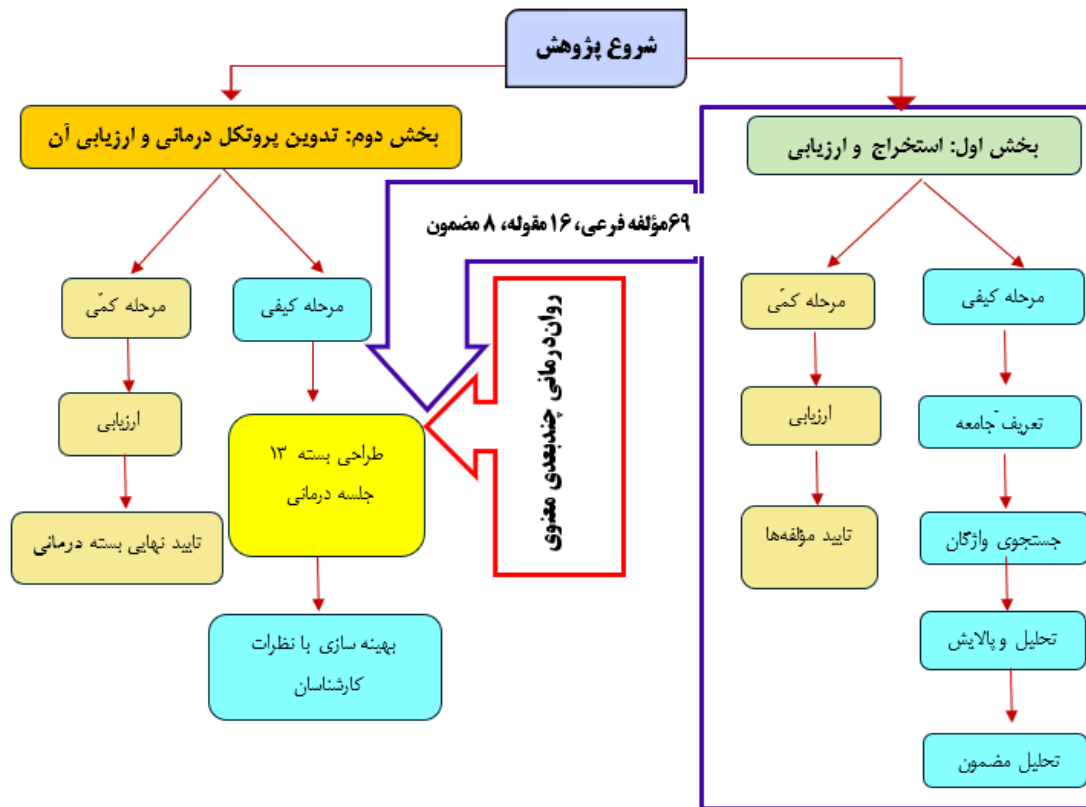 شروع پژوهش
بخش اول: استخراج و ارزیابی
مرحله کیفی
تعریف جامعه
جستجوی واژگان
تحلیل و پالایش
تحلیل مضمون
مرحله کمّی
ارزیابی
تایید مؤلفه‌ها
۶۹مؤلفه فرعی، ۱۶ مقوله، ۸ مضمون
روان‌درمانی چندبعدی معنوی
بخش دوم: تدوین پروتکل درمانی و ارزیابی آن
مرحله کیفی
طراحی بسته ۱۳
جلسه درمانی
بهینه سازی با نظرات
کارشناسان
مرحله کمّی
ارزیابی
تایید نهایی بسته درمانی